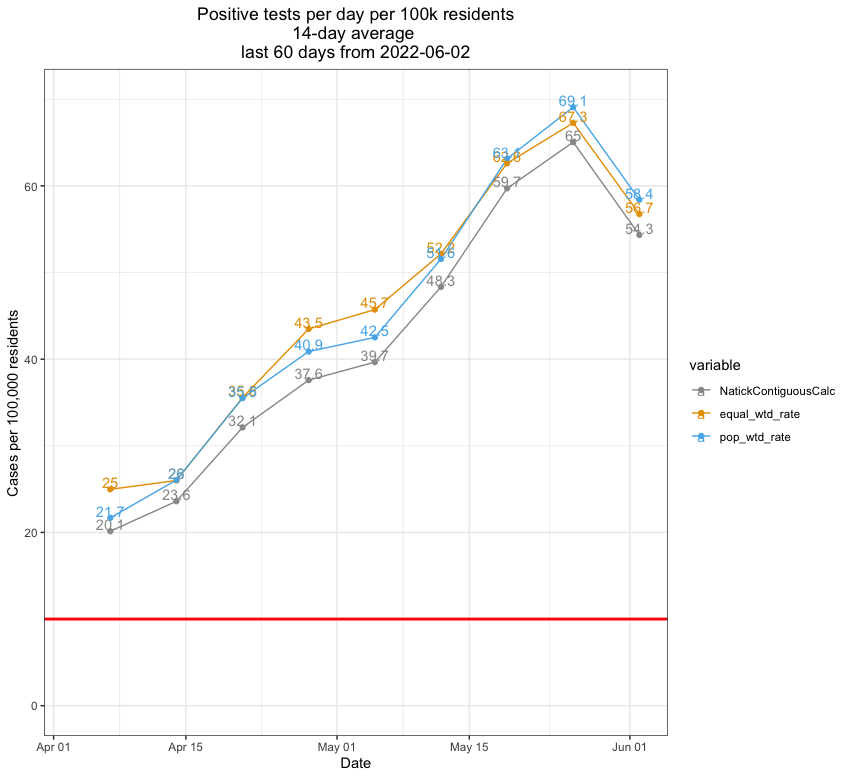 Positive tests per day per 100k residents
14-day average
last 60 days from 2022-06-02
Cases per 100,000 residents
60
40
20
0
69.1
67.3
65
59.7
58.4
56.7
54.3
48.3
45.7
43.5
42.5
40.9
39.7
37.6
32.1
26
25
23.6
21.7
20.1
Apr 01
Apr 15
May 01
May 15
Jun 01
Date
variable
NatickContiguousCalc
equal_wtd_rate
pop_wtd_rate